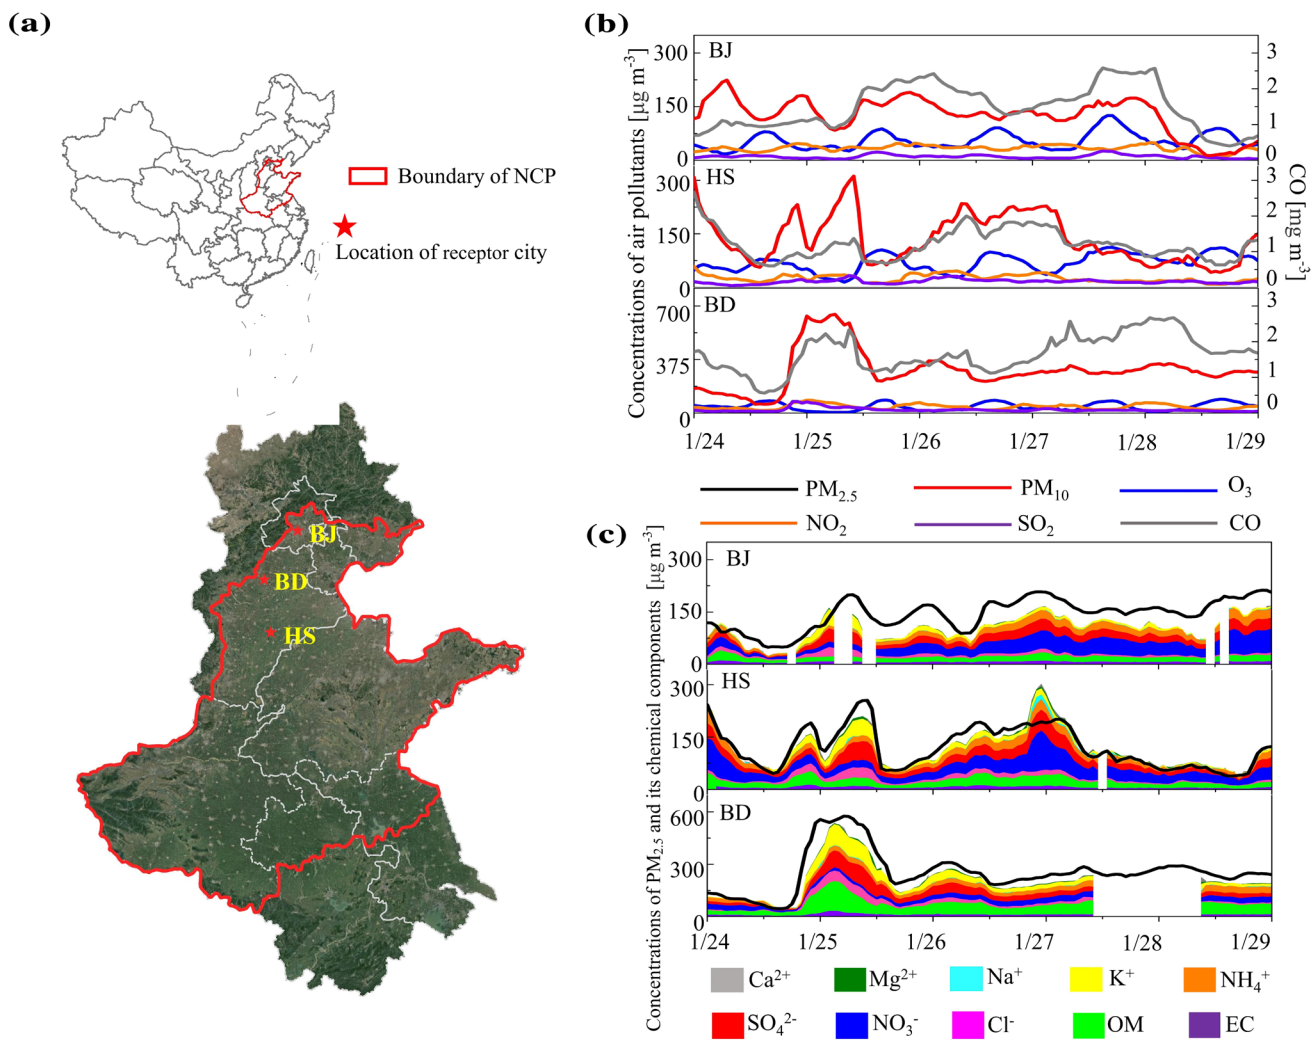 (a)
Boundary of NCP
Location of receptor city
BJ
BD
HS
(b)
Concentrations of air pollutants [μg m⁻³]
CO [mg m⁻³]
BJ
300
150
0
3
2
1
0
HS
300
150
0
3
2
1
0
BD
700
375
0
3
2
1
0
1/24 1/25 1/26 1/27 1/28 1/29
PM₂.₅ PM₁₀ O₃
NO₂ SO₂ CO
(c)
Concentrations of PM₂.₅ and its chemical components [μg m⁻³]
BJ
300
150
0
HS
300
150
0
BD
600
300
0
1/24 1/25 1/26 1/27 1/28 1/29
Ca²⁺ Mg²⁺ Na⁺ K⁺ NH₄⁺
SO₄²⁻ NO₃⁻ Cl⁻ OM EC